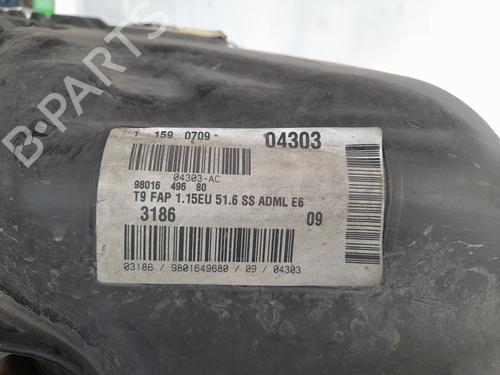 1 159 0709
04303
04303-AC
98016 496 80
T9 FAP 1.15EU 51.6 SS ADML E6
3186
09
03186 / 9801649680 / 09 / 04303
B-PARTS